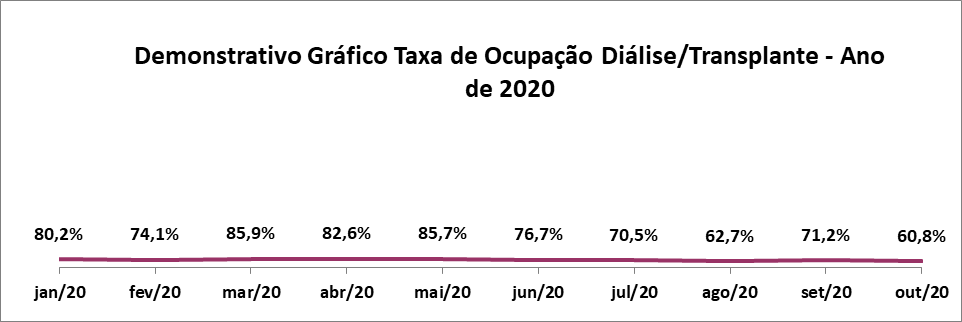 Demonstrativo Gráfico Taxa de Ocupação Diálise/Transplante - Ano
de 2020
80,2% 74,1% 85,9% 82,6% 85,7% 76,7% 70,5% 62,7% 71,2% 60,8%
jan/20 fev/20 mar/20 abr/20 mai/20 jun/20 jul/20 ago/20 set/20 out/20